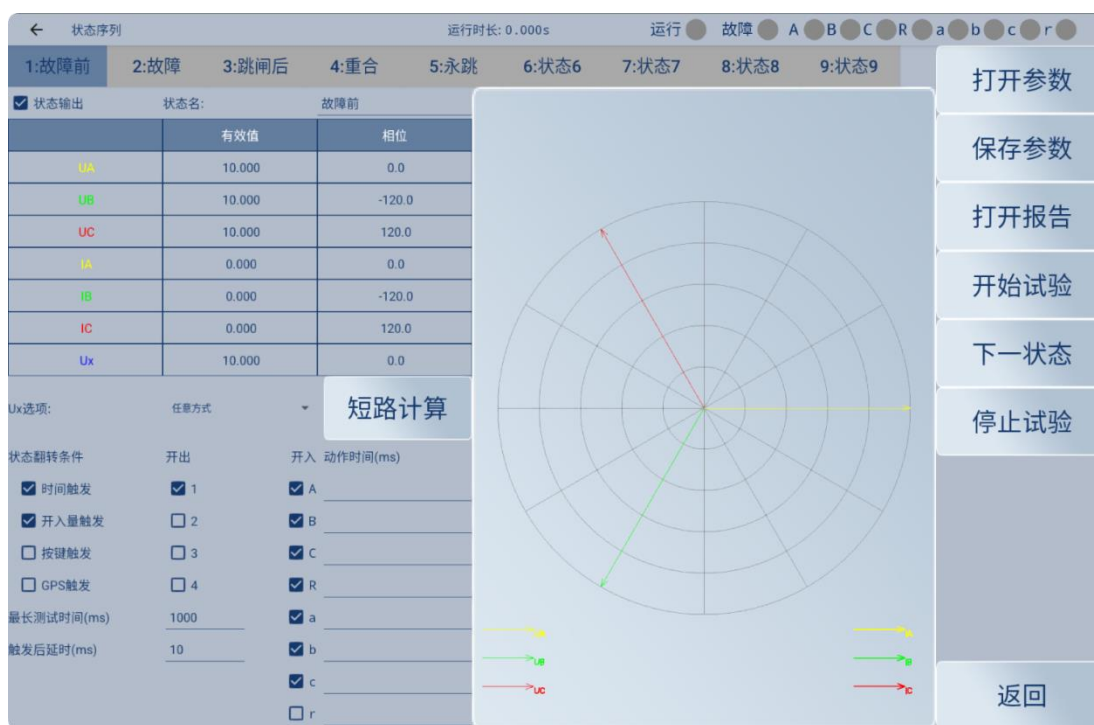 状态序列 运行时长: 0.000s 运行 故障 A B C R a b c r
1:故障前 2:故障 3:跳闸后 4:重合 5:永跳 6:状态6 7:状态7 8:状态8 9:状态9
状态输出 状态名: 故障前
有效值 相位
UA 10.000 0.0
UB 10.000 -120.0
UC 10.000 120.0
IA 0.000 0.0
IB 0.000 -120.0
IC 0.000 120.0
Ux 10.000 0.0
Ux选项: 任意方式 短路计算
状态翻转条件 开出 开入 动作时间(ms)
时间触发 1 A
开入量触发 2 B
按键触发 3 C
GPS触发 4 R
最长测试时间(ms) 1000 a
触发后延时(ms) 10 b
c
r
UA IA
UB IB
UC IC
打开参数
保存参数
打开报告
开始试验
下一状态
停止试验
返回